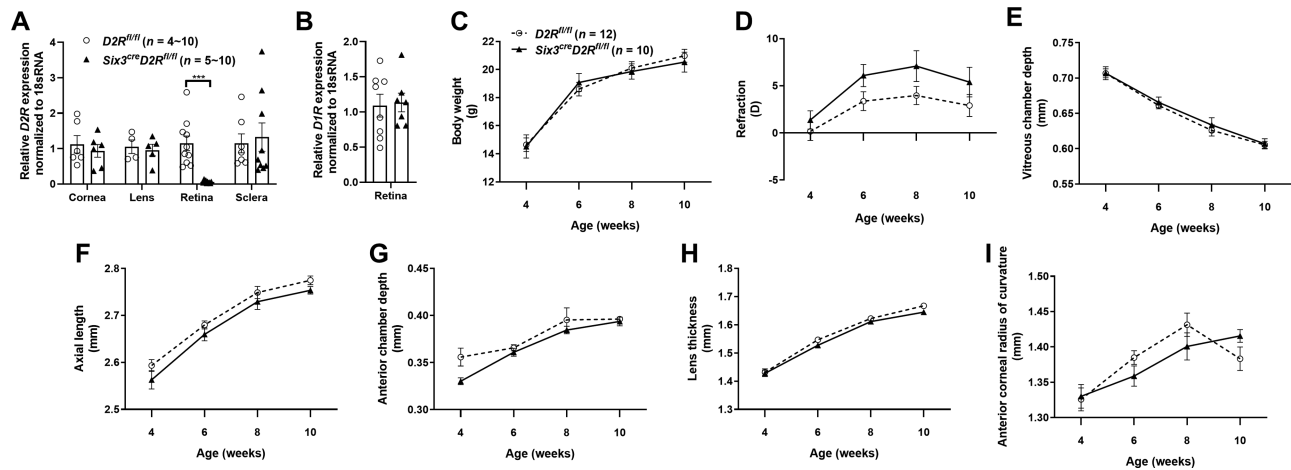 A
D2Rfl/fl (n = 4~10)
Six3creD2Rfl/fl (n = 5~10)
Relative D2R expression
normalized to 18sRNA
5
4
3
2
1
0
***
Cornea
Lens
Retina
Sclera
B
Relative D1R expression
normalized to 18sRNA
2.0
1.5
1.0
0.5
0.0
Retina
C
D2Rfl/fl (n = 12)
Six3creD2Rfl/fl (n = 10)
Body weight
(g)
22
20
18
16
14
12
4
6
8
10
Age (weeks)
D
Refraction
(D)
10
5
0
-5
4
6
8
10
Age (weeks)
E
Vitreous chamber depth
(mm)
0.75
0.70
0.65
0.60
0.55
4
6
8
10
Age (weeks)
F
Axial length
(mm)
2.8
2.7
2.6
2.5
4
6
8
10
Age (weeks)
G
Anterior chamber depth
(mm)
0.45
0.40
0.35
0.30
4
6
8
10
Age (weeks)
H
Lens thickness
(mm)
1.8
1.7
1.6
1.5
1.4
1.3
4
6
8
10
Age (weeks)
I
Anterior corneal radius of curvature
(mm)
1.50
1.45
1.40
1.35
1.30
4
6
8
10
Age (weeks)